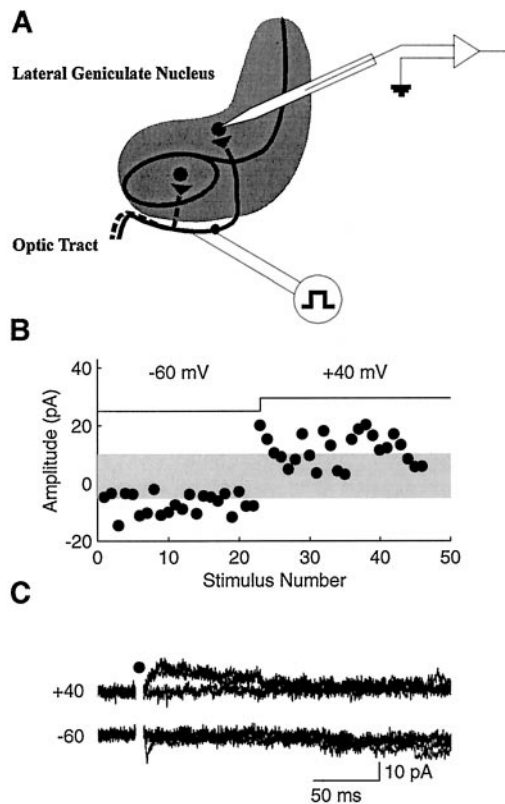 A
Lateral Geniculate Nucleus
Optic Tract
B
-60 mV
+40 mV
Amplitude (pA)
40
20
0
-20
0
10
20
30
40
50
Stimulus Number
C
+40
-60
10 pA
50 ms